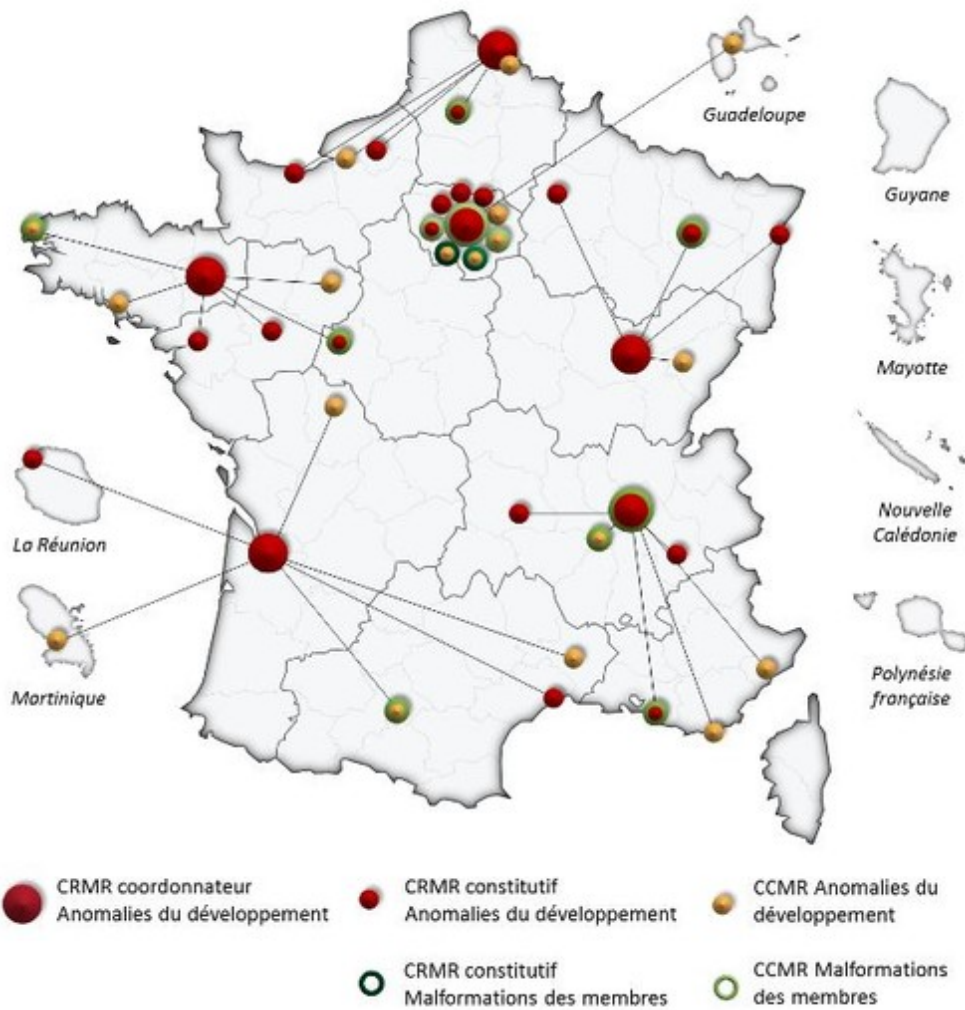 Guadeloupe
Guyane
Mayotte
La Réunion
Nouvelle
Calédonie
Martinique
Polynésie
française
CRMR coordonnateur
Anomalies du développement
CRMR constitutif
Anomalies du développement
CCMR Anomalies du
développement
CRMR constitutif
Malformations des membres
CCMR Malformations
des membres